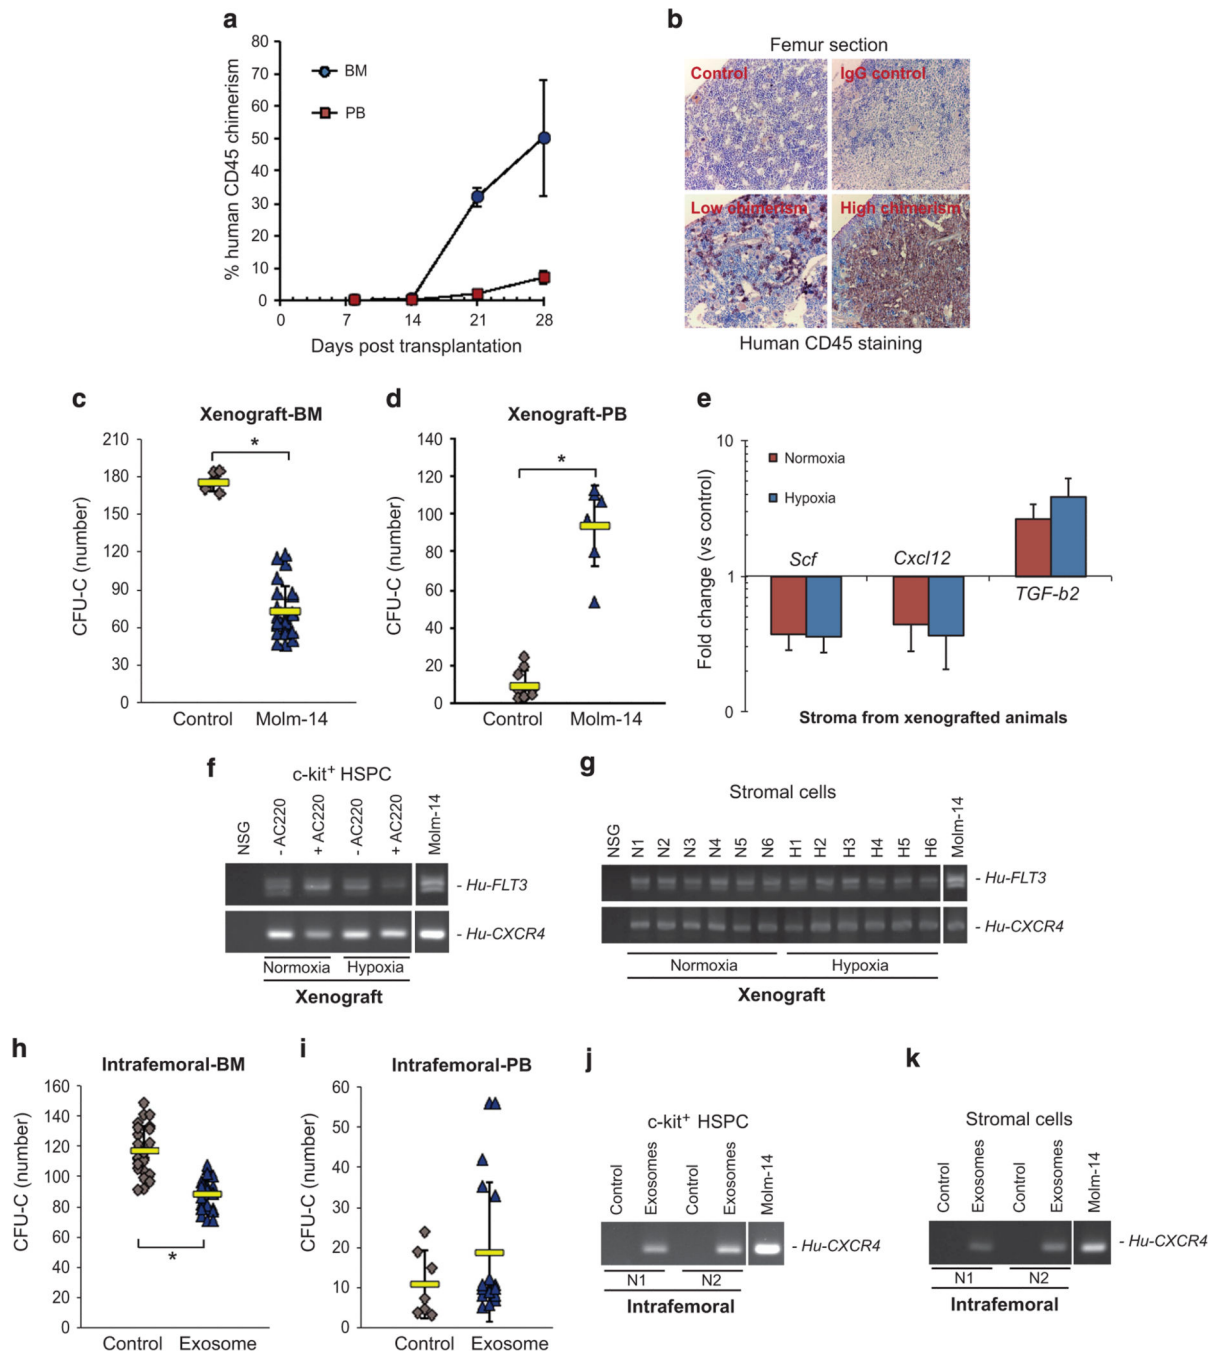 a
80
70
60
50
40
30
20
10
0
% human CD45 chimerism
BM
PB
0 7 14 21 28
Days post transplantation
b
Femur section
Control
IgG control
Low chimerism
High chimerism
Human CD45 staining
c
Xenograft-BM
*
210
180
150
120
90
60
30
0
CFU-C (number)
Control Molm-14
d
Xenograft-PB
*
140
120
100
80
60
40
20
0
CFU-C (number)
Control Molm-14
e
10
1
0
Fold change (vs control)
Normoxia
Hypoxia
Scf
Cxcl12
TGF-b2
Stroma from xenografted animals
f
c-kit+ HSPC
NSG
- AC220
+ AC220
- AC220
+ AC220
Molm-14
- Hu-FLT3
- Hu-CXCR4
Normoxia Hypoxia
Xenograft
g
Stromal cells
NSG
N1
N2
N3
N4
N5
N6
H1
H2
H3
H4
H5
H6
Molm-14
- Hu-FLT3
- Hu-CXCR4
Normoxia Hypoxia
Xenograft
h
Intrafemoral-BM
160
140
120
100
80
60
40
20
0
CFU-C (number)
*
Control Exosome
i
Intrafemoral-PB
60
50
40
30
20
10
0
CFU-C (number)
Control Exosome
j
c-kit+ HSPC
Control
Exosomes
Control
Exosomes
Molm-14
- Hu-CXCR4
N1 N2
Intrafemoral
k
Stromal cells
Control
Exosomes
Control
Exosomes
Molm-14
- Hu-CXCR4
N1 N2
Intrafemoral